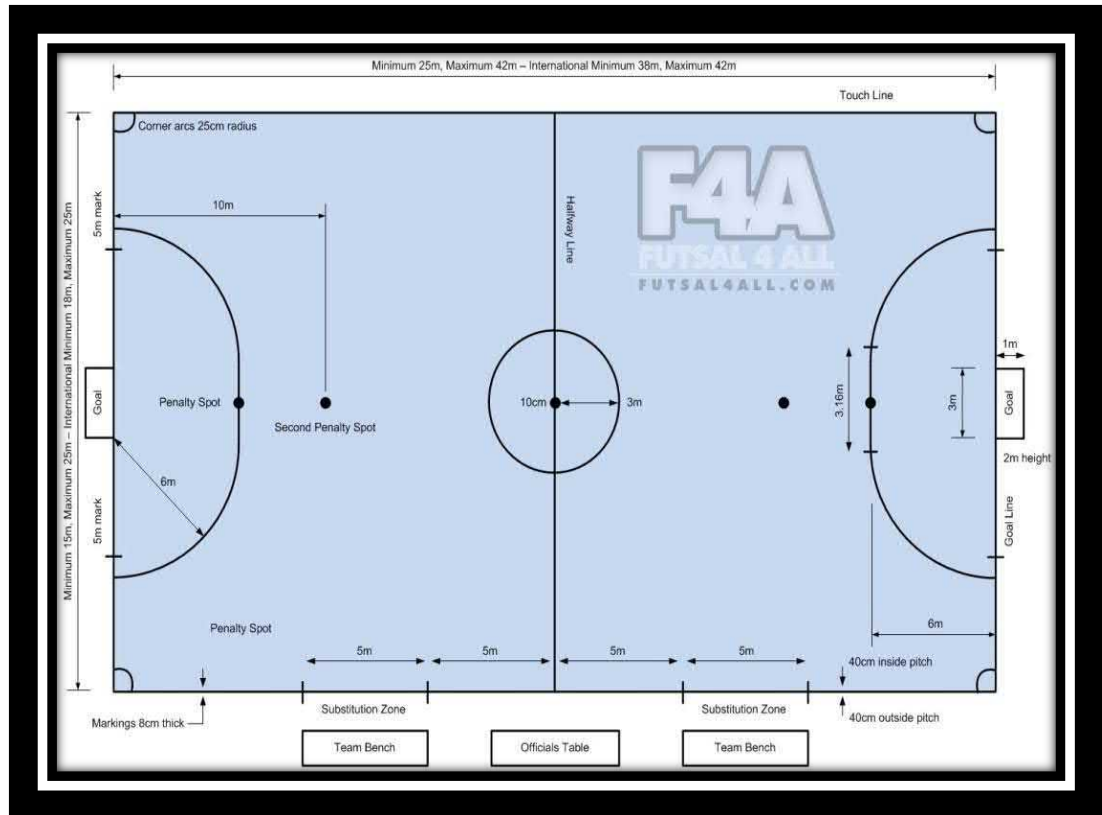 Minimum 25m, Maximum 42m – International Minimum 38m, Maximum 42m
Touch Line
Corner arcs 25cm radius
Minimum 15m, Maximum 25m – International Minimum 18m, Maximum 25m
5m mark
10m
Halfway Line
F4A
FUTSAL 4 ALL
FUTSAL4ALL.COM
1m
Goal
Penalty Spot
Second Penalty Spot
10cm
3m
3.16m
3m
Goal
2m height
6m
5m mark
Goal Line
Penalty Spot
6m
5m
5m
5m
5m
40cm inside pitch
Markings 8cm thick
Substitution Zone
Substitution Zone
40cm outside pitch
Team Bench
Officials Table
Team Bench